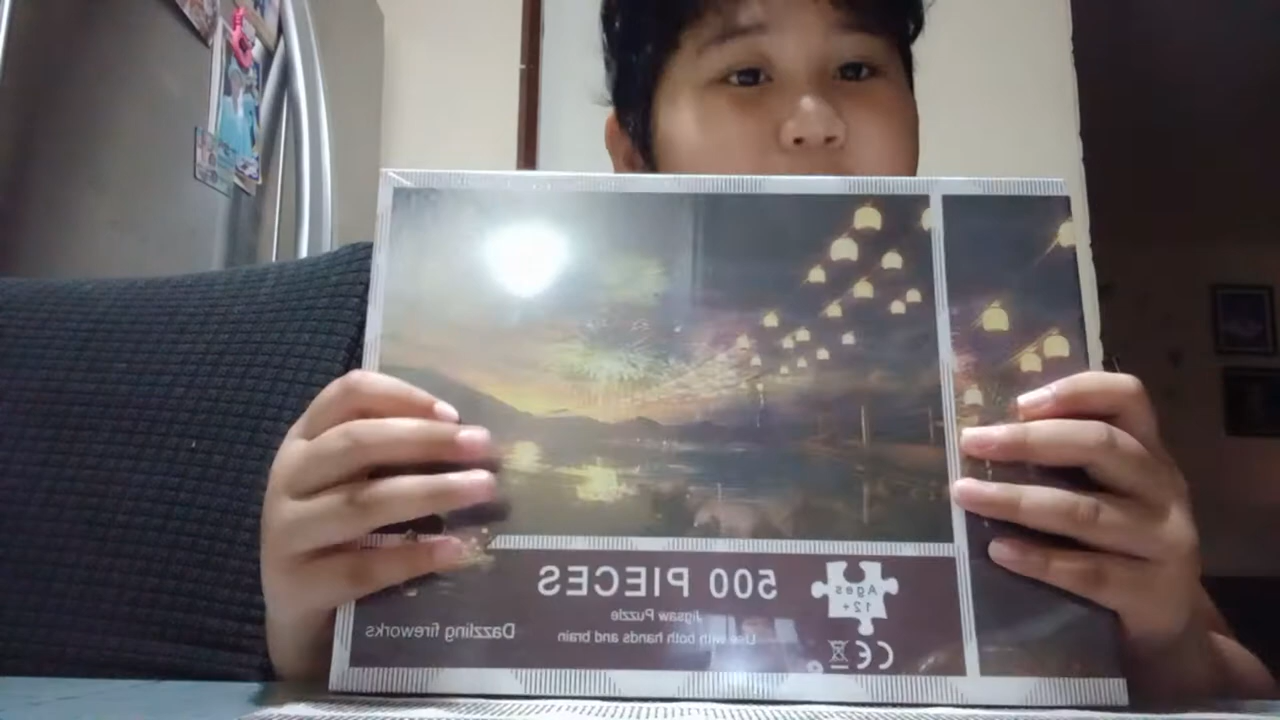 500 PIECES
Jigsaw Puzzle
Use with both hands and brain
Dazzling fireworks
Ages
12+
CE